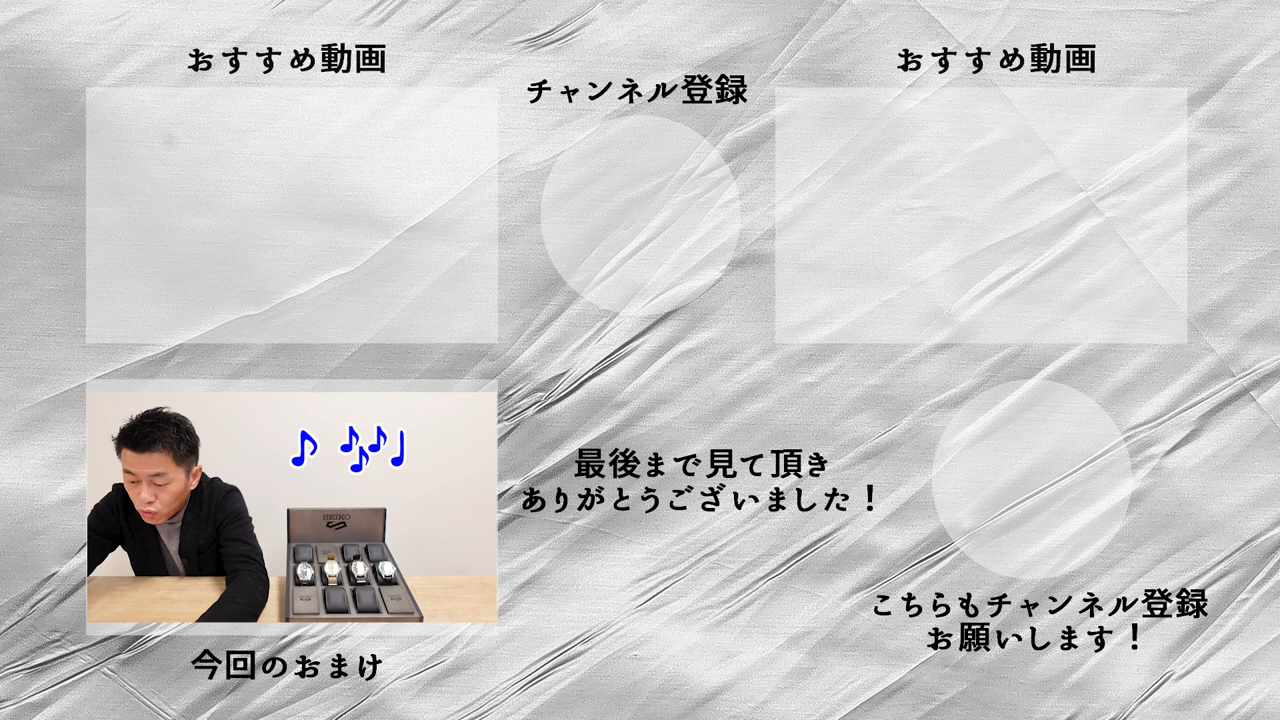 おすすめ動画
チャンネル登録
おすすめ動画
SEIKO
最後まで見て頂き
ありがとうございました！
今回のおまけ
こちらもチャンネル登録
お願いします！